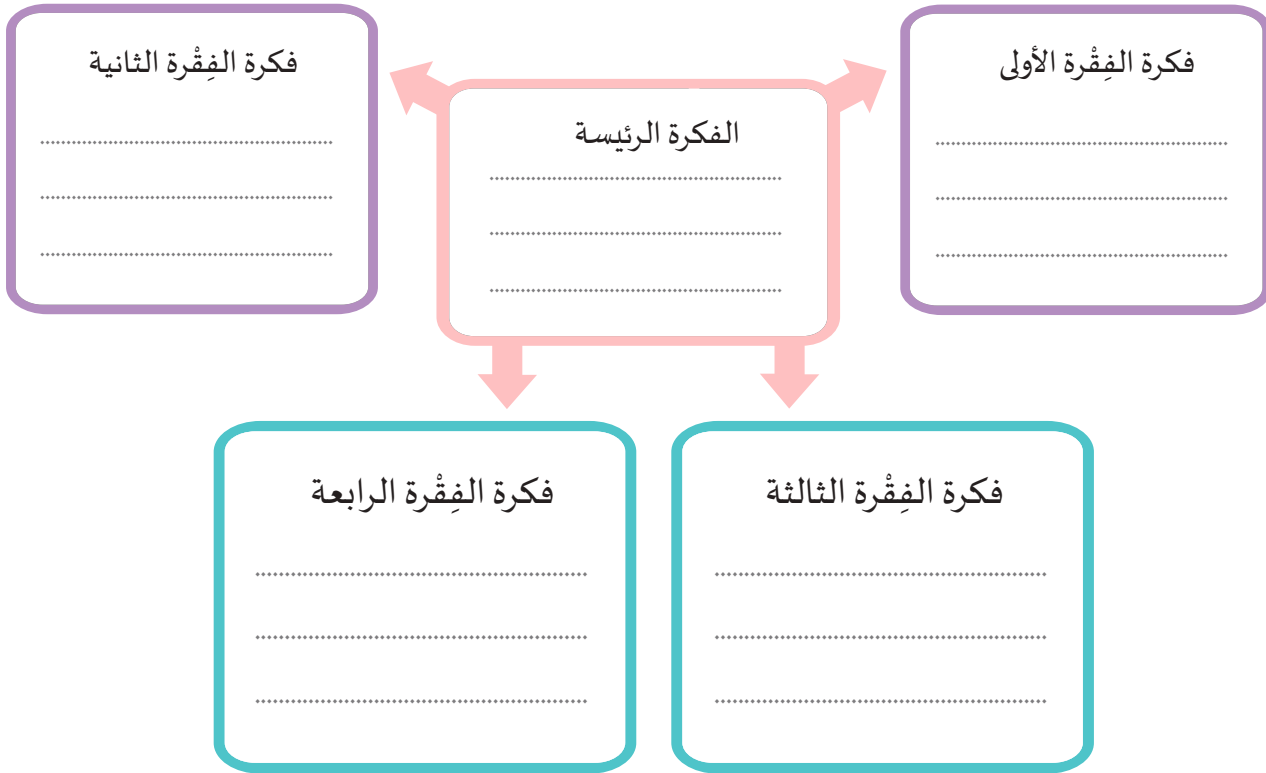 فكرة الفِقْرة الأولى
فكرة الفِقْرة الثانية
الفكرة الرئيسة
فكرة الفِقْرة الثالثة
فكرة الفِقْرة الرابعة